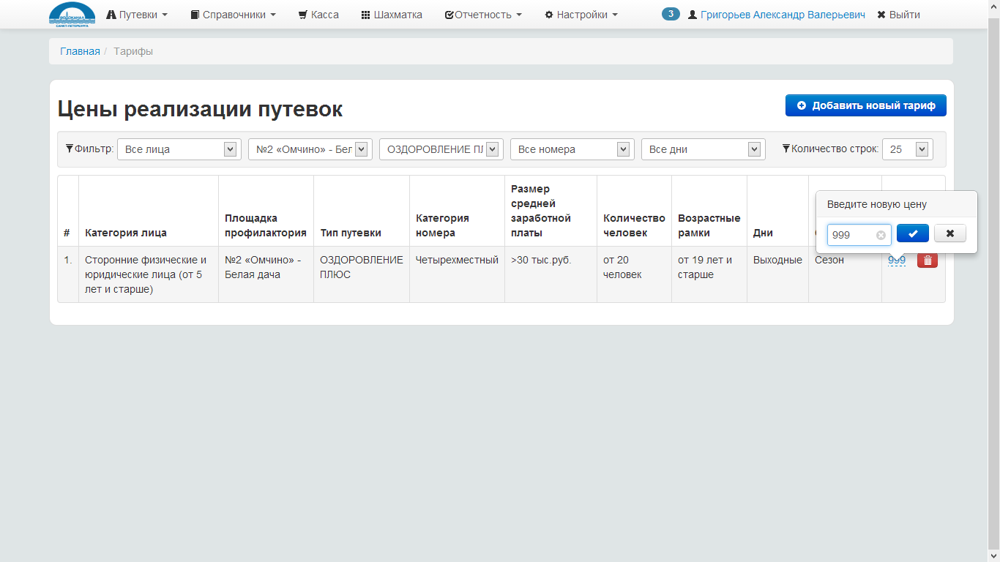 ВОДОКАНАЛ
САНКТ-ПЕТЕРБУРГА
Путевки Справочники Касса Шахматка Отчетность Настройки 3 Григорьев Александр Валерьевич Выйти
Главная / Тарифы
Цены реализации путевок
Добавить новый тариф
Фильтр: Все лица №2 «Омчино» - Бел ОЗДОРОВЛЕНИЕ ПЛ Все номера Все дни Количество строк: 25
Размер
средней
Площадка Категория заработной Количество Возрастные
# Категория лица профилактория Тип путевки номера платы человек рамки Дни
Введите новую цену
999
1. Сторонние физические и №2 «Омчино» - ОЗДОРОВЛЕНИЕ Четырехместный >30 тыс.руб. от 20 от 19 лет и Выходные Сезон 999
юридические лица (от 5 Белая дача ПЛЮС человек старше
лет и старше)